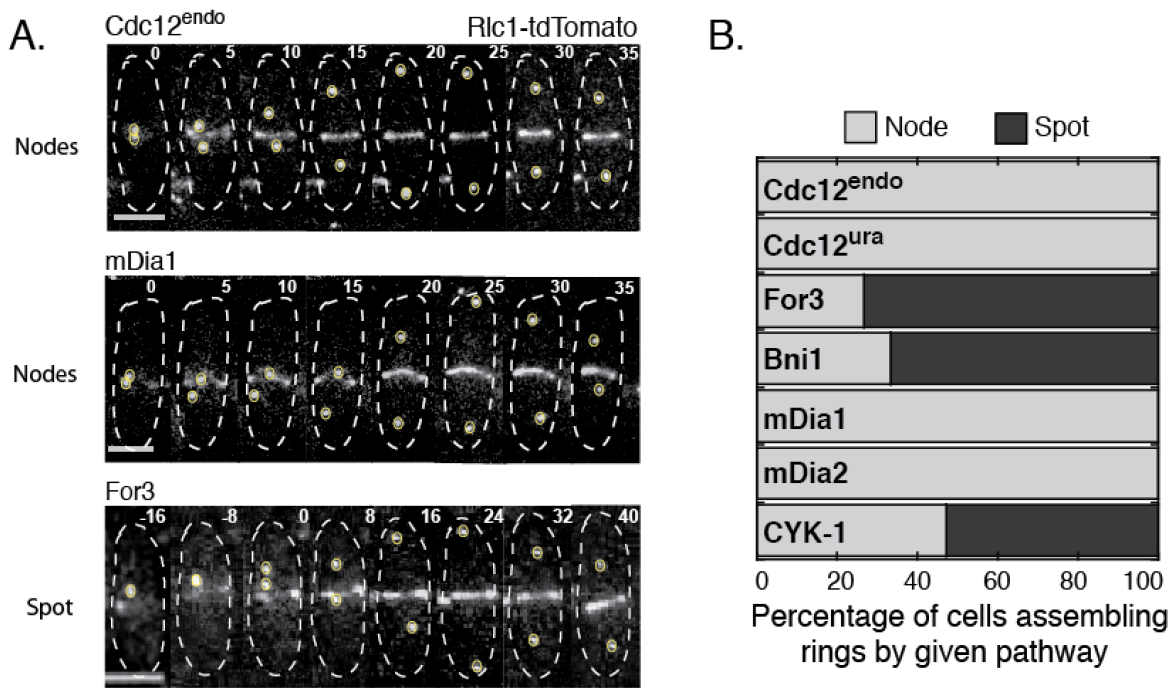 A.
Cdc12endo Rlc1-tdTomato
0 5 10 15 20 25 30 35
Nodes
mDia1
0 5 10 15 20 25 30 35
Nodes
For3
-16 -8 0 8 16 24 32 40
Spot
B.
Node Spot
Cdc12endo
Cdc12ura
For3
Bni1
mDia1
mDia2
CYK-1
0 20 40 60 80 100
Percentage of cells assembling
rings by given pathway